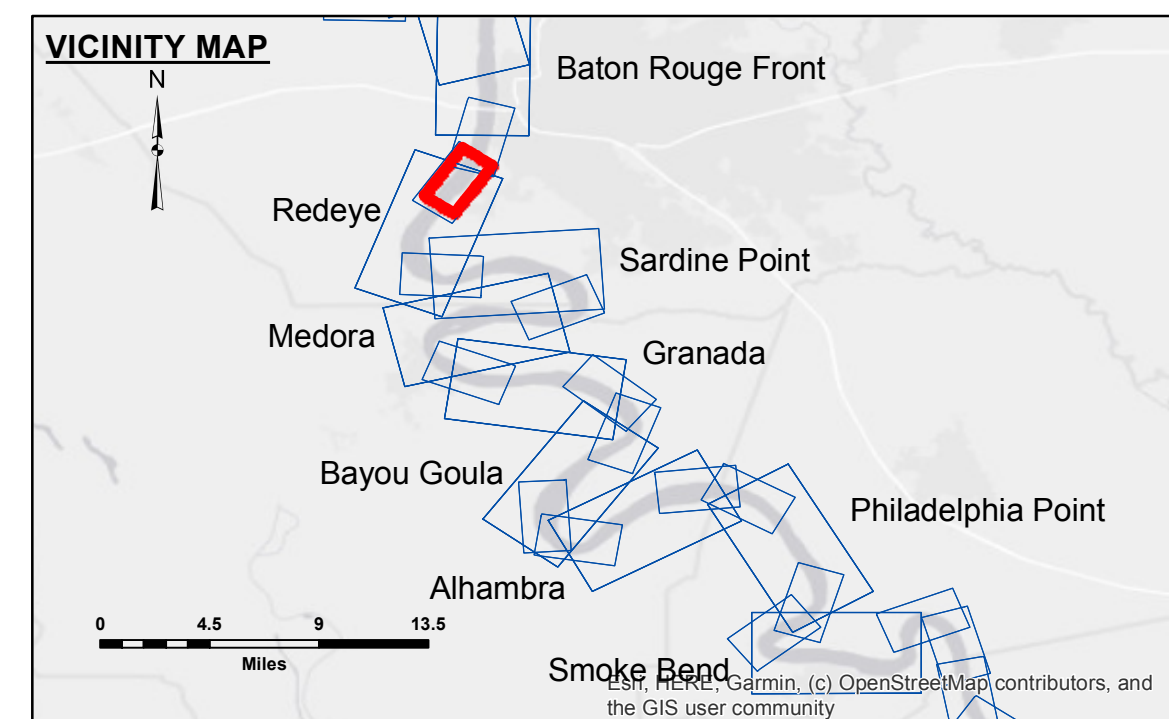 VICINITY MAP
N
Baton Rouge Front
Redeye
Sardine Point
Medora
Granada
Bayou Goula
Philadelphia Point
Alhambra
0 4.5 9 13.5
Miles
Smoke Bend
Esri, HERE, Garmin, (c) OpenStreetMap contributors, and
the GIS user community